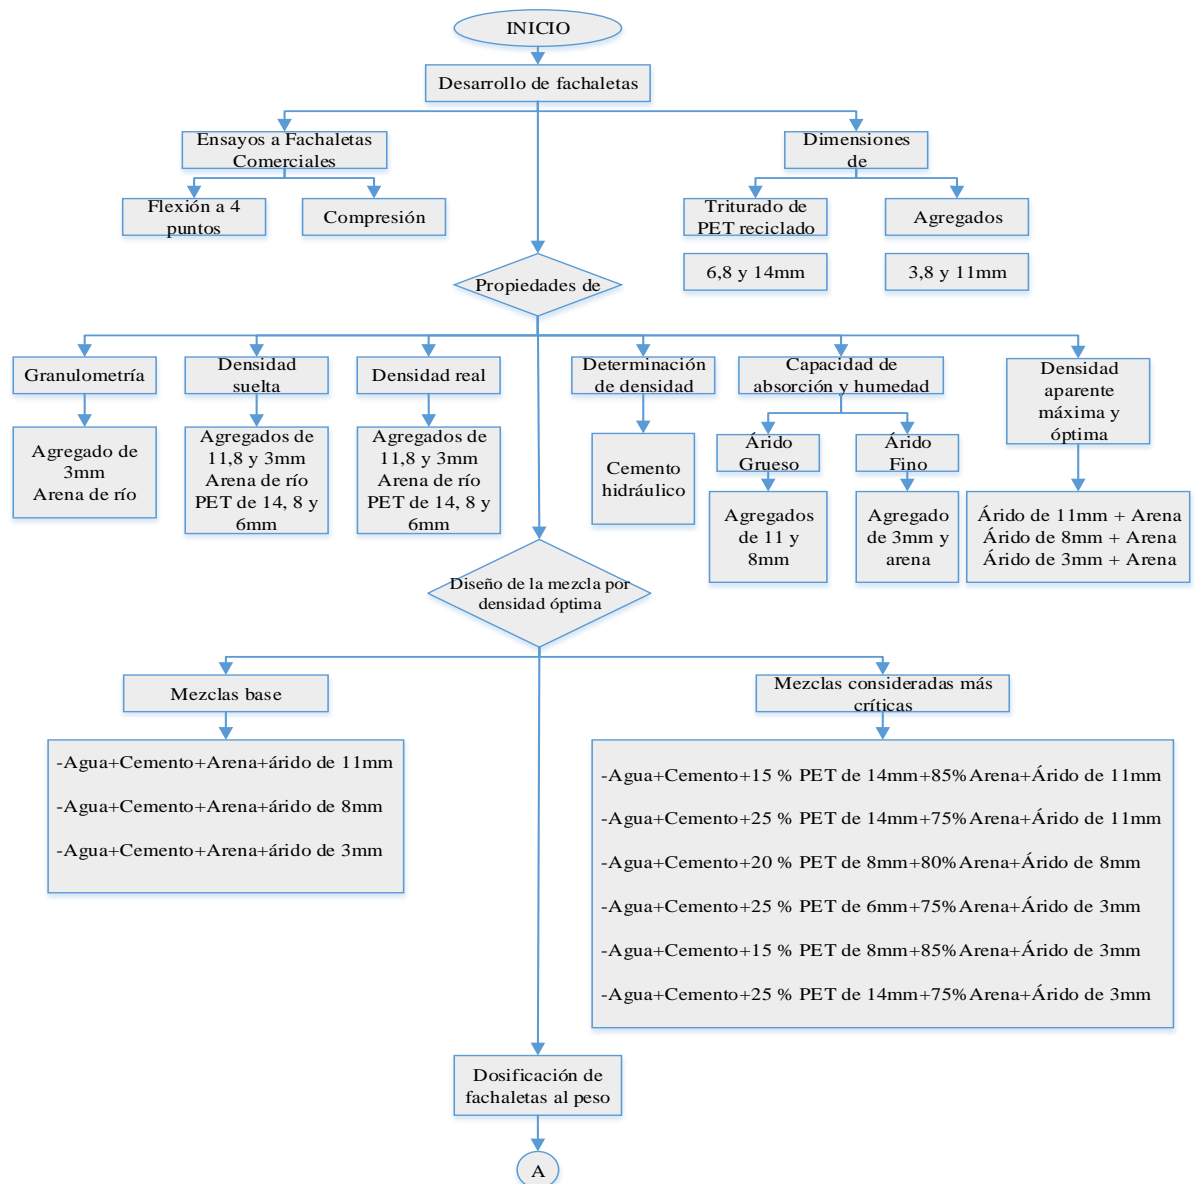 INICIO
Desarrollo de fachaletas
Ensayos a Fachaletas
Comerciales
Dimensiones
de
Flexión a 4
puntos
Compresión
Triturado de
PET reciclado
Agregados
6,8 y 14mm
3,8 y 11mm
Propiedades de
Granulometría
Densidad
suelta
Densidad real
Determinación
de densidad
Capacidad de
absorción y humedad
Densidad
aparente
máxima y
óptima
Agregado de
3mm
Arena de río
Agregados de
11,8 y 3mm
Arena de río
PET de 14, 8 y
6mm
Agregados de
11,8 y 3mm
Arena de río
PET de 14, 8 y
6mm
Cemento
hidráulico
Árido
Grueso
Árido
Fino
Agregados
de 11 y
8mm
Agregado
de 3mm y
arena
Árido de 11mm + Arena
Árido de 8mm + Arena
Árido de 3mm + Arena
Diseño de la mezcla por
densidad óptima
Mezclas base
Mezclas consideradas más
críticas
-Agua+Cemento+Arena+árido de 11mm
-Agua+Cemento+Arena+árido de 8mm
-Agua+Cemento+Arena+árido de 3mm
-Agua+Cemento+15 % PET de 14mm+85%Arena+Árido de 11mm
-Agua+Cemento+25 % PET de 14mm+75%Arena+Árido de 11mm
-Agua+Cemento+20 % PET de 8mm+80%Arena+Árido de 8mm
-Agua+Cemento+25 % PET de 6mm+75%Arena+Árido de 3mm
-Agua+Cemento+15 % PET de 8mm+85%Arena+Árido de 3mm
-Agua+Cemento+25 % PET de 14mm+75%Arena+Árido de 3mm
Dosificación de
fachaletas al peso
A